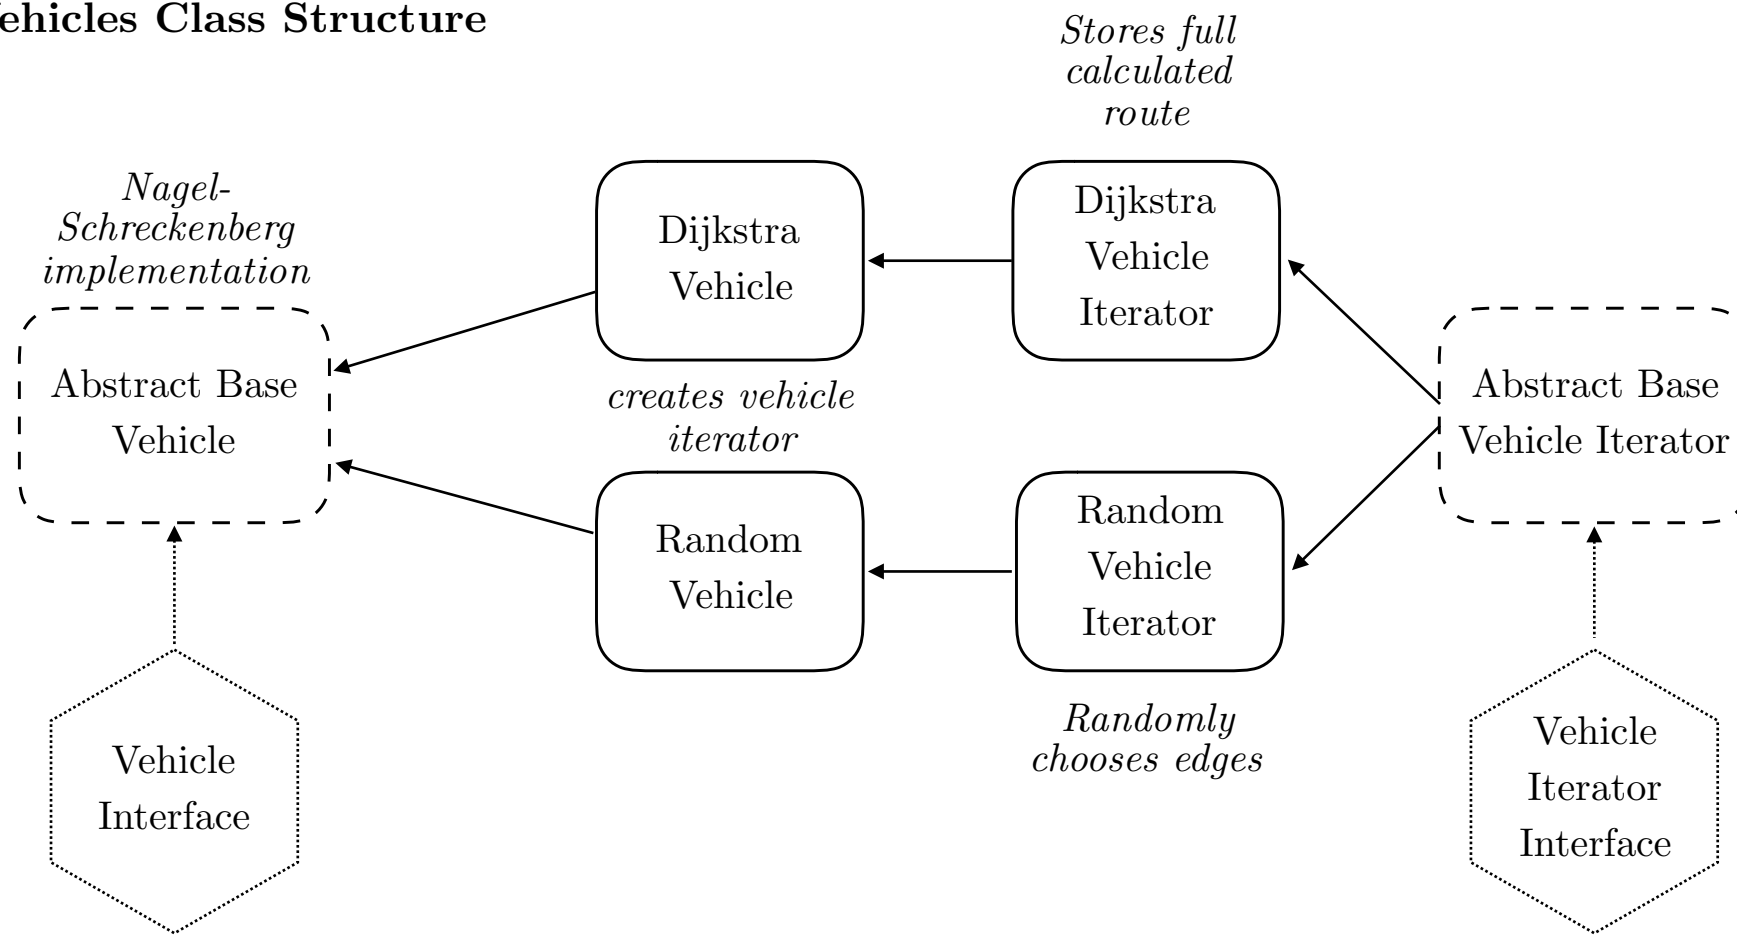 ehicles Class Structure
Stores full
calculated
route
Nagel-
Schreckenberg
implementation
Dijkstra
Vehicle
Dijkstra
Vehicle
Iterator
Abstract Base
Vehicle
creates vehicle
iterator
Abstract Base
Vehicle Iterator
Random
Vehicle
Random
Vehicle
Iterator
Randomly
chooses edges
Vehicle
Interface
Vehicle
Iterator
Interface